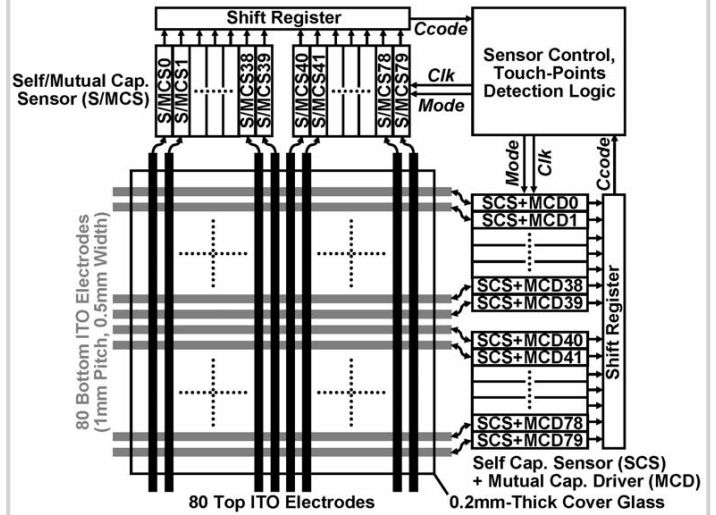 Shift Register
Ccode
Self/Mutual Cap.
Sensor (S/MCS)
S/MCS0
S/MCS1
S/MCS38
S/MCS39
S/MCS40
S/MCS41
S/MCS78
S/MCS79
Clk
Mode
Sensor Control,
Touch-Points
Detection Logic
Mode
Clk
Ccode
80 Bottom ITO Electrodes
(1mm Pitch, 0.5mm Width)
SCS+MCD0
SCS+MCD1
SCS+MCD38
SCS+MCD39
SCS+MCD40
SCS+MCD41
SCS+MCD78
SCS+MCD79
Shift Register
Self Cap. Sensor (SCS)
+ Mutual Cap. Driver (MCD)
80 Top ITO Electrodes
0.2mm-Thick Cover Glass